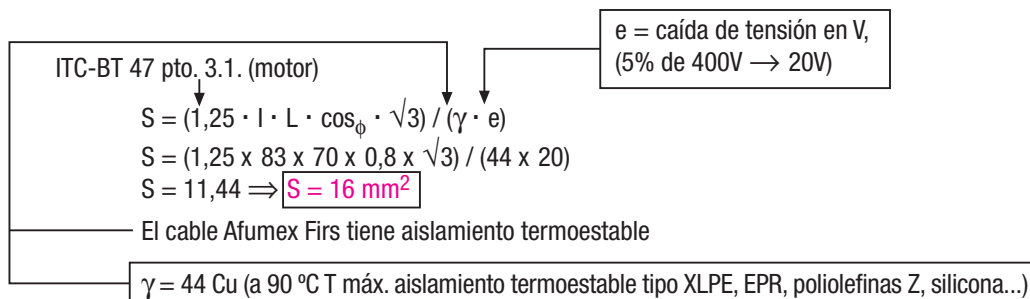 e = caída de tensión en V,
(5% de 400V → 20V)
ITC-BT 47 pto. 3.1. (motor)
S = (1,25 · I · L · cosϕ · √3) / (γ · e)
S = (1,25 x 83 x 70 x 0,8 x √3) / (44 x 20)
S = 11,44 ⇒ S = 16 mm²
El cable Afumex Firs tiene aislamiento termoestable
γ = 44 Cu (a 90 ºC T máx. aislamiento termoestable tipo XLPE, EPR, poliolefinas Z, silicona...)